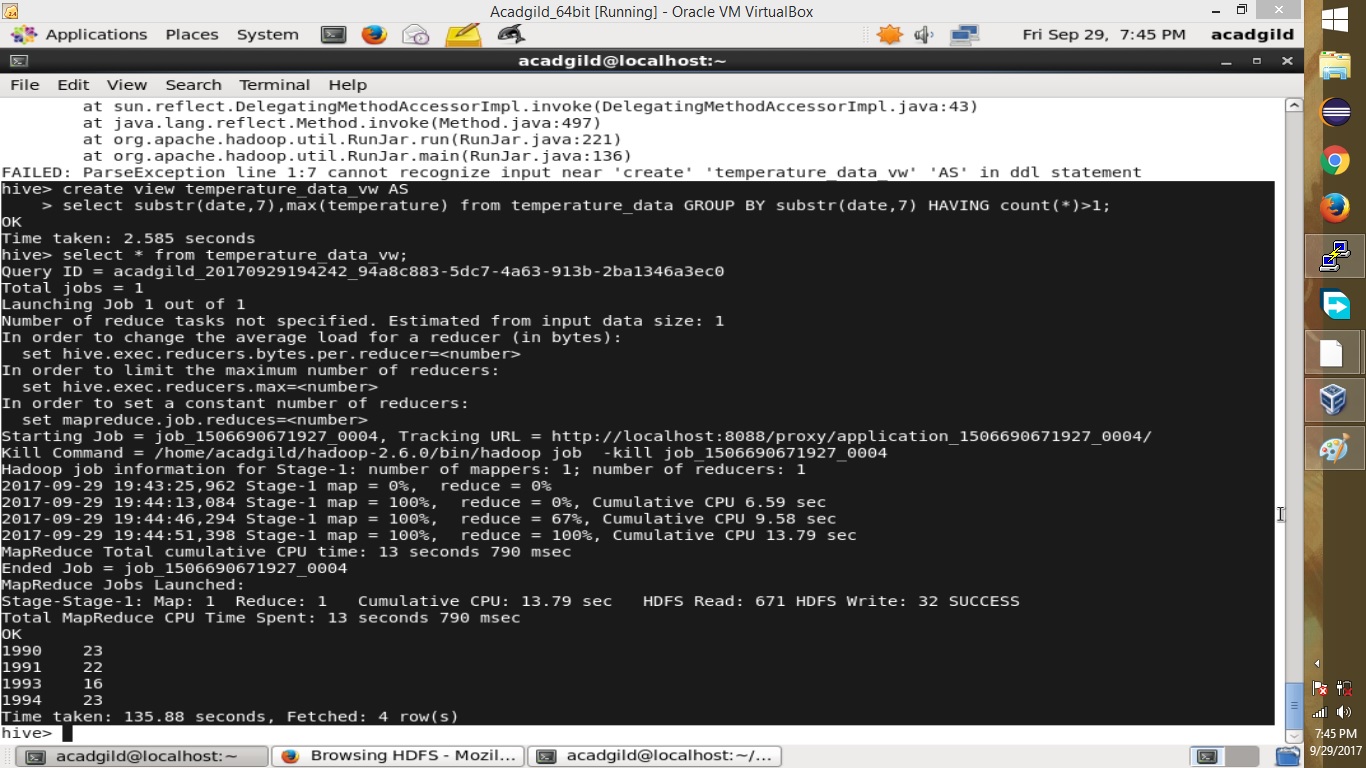 Acadgild_64bit [Running] - Oracle VM VirtualBox
Applications Places System Fri Sep 29, 7:45 PM acadgild
acadgild@localhost:~
File Edit View Search Terminal Help
at sun.reflect.DelegatingMethodAccessorImpl.invoke(DelegatingMethodAccessorImpl.java:43)
at java.lang.reflect.Method.invoke(Method.java:497)
at org.apache.hadoop.util.RunJar.run(RunJar.java:221)
at org.apache.hadoop.util.RunJar.main(RunJar.java:136)
FAILED: ParseException line 1:7 cannot recognize input near 'create' 'temperature_data_vw' 'AS' in ddl statement
hive> create view temperature_data_vw AS
> select substr(date,7),max(temperature) from temperature_data GROUP BY substr(date,7) HAVING count(*)>1;
OK
Time taken: 2.585 seconds
hive> select * from temperature_data_vw;
Query ID = acadgild_20170929194242_94a8c883-5dc7-4a63-913b-2ba1346a3ec0
Total jobs = 1
Launching Job 1 out of 1
Number of reduce tasks not specified. Estimated from input data size: 1
In order to change the average load for a reducer (in bytes):
set hive.exec.reducers.bytes.per.reducer=<number>
In order to limit the maximum number of reducers:
set hive.exec.reducers.max=<number>
In order to set a constant number of reducers:
set mapreduce.job.reduces=<number>
Starting Job = job_1506690671927_0004, Tracking URL = http://localhost:8088/proxy/application_1506690671927_0004/
Kill Command = /home/acadgild/hadoop-2.6.0/bin/hadoop job  -kill job_1506690671927_0004
Hadoop job information for Stage-1: number of mappers: 1; number of reducers: 1
2017-09-29 19:43:25,962 Stage-1 map = 0%,  reduce = 0%
2017-09-29 19:44:13,084 Stage-1 map = 100%,  reduce = 0%, Cumulative CPU 6.59 sec
2017-09-29 19:44:46,294 Stage-1 map = 100%,  reduce = 67%, Cumulative CPU 9.58 sec
2017-09-29 19:44:51,398 Stage-1 map = 100%,  reduce = 100%, Cumulative CPU 13.79 sec
MapReduce Total cumulative CPU time: 13 seconds 790 msec
Ended Job = job_1506690671927_0004
MapReduce Jobs Launched:
Stage-Stage-1: Map: 1  Reduce: 1   Cumulative CPU: 13.79 sec   HDFS Read: 671 HDFS Write: 32 SUCCESS
Total MapReduce CPU Time Spent: 13 seconds 790 msec
OK
1990 23
1991 22
1993 16
1994 23
Time taken: 135.88 seconds, Fetched: 4 row(s)
hive>
acadgild@localhost:~ Browsing HDFS - Mozil... acadgild@localhost:~/...
7:45 PM
9/29/2017